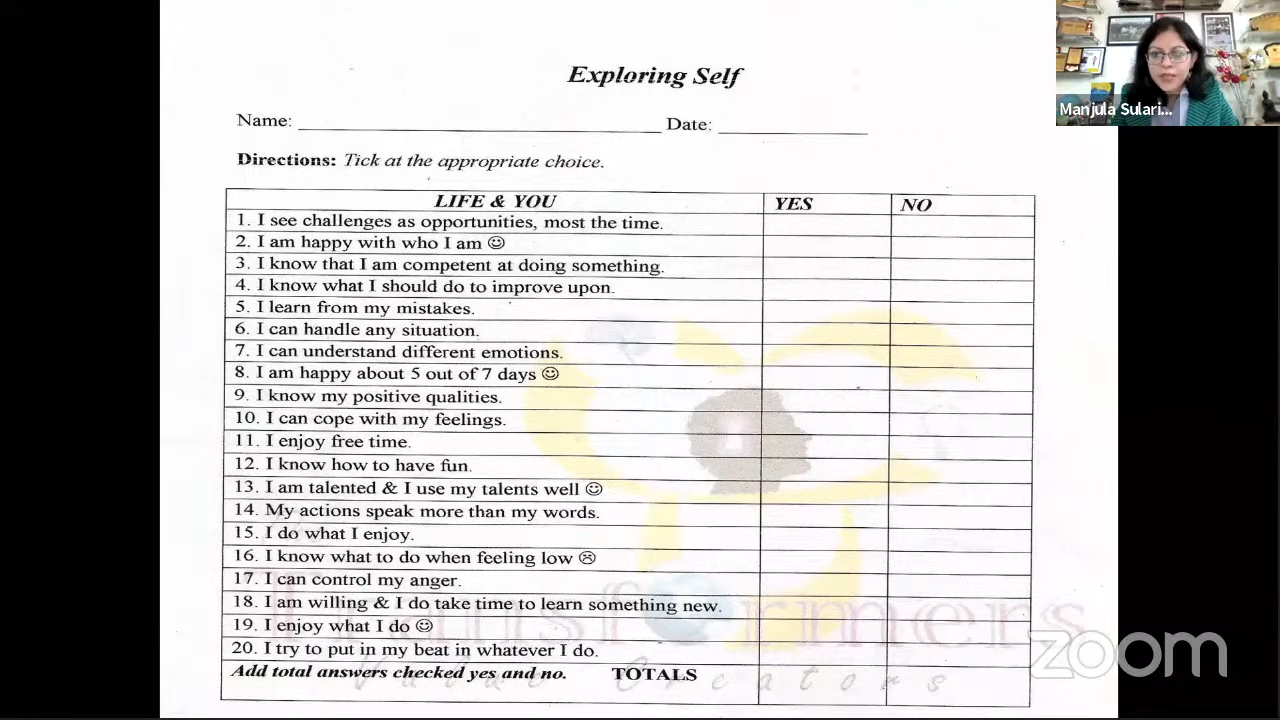 Exploring Self
Name: ____________ Date: ____________
Directions: Tick at the appropriate choice.
LIFE & YOU YES NO
1. I see challenges as opportunities, most the time.
2. I am happy with who I am ☺
3. I know that I am competent at doing something.
4. I know what I should do to improve upon.
5. I learn from my mistakes.
6. I can handle any situation.
7. I can understand different emotions.
8. I am happy about 5 out of 7 days ☺
9. I know my positive qualities.
10. I can cope with my feelings.
11. I enjoy free time.
12. I know how to have fun.
13. I am talented & I use my talents well ☺
14. My actions speak more than my words.
15. I do what I enjoy.
16. I know what to do when feeling low ☹
17. I can control my anger.
18. I am willing & I do take time to learn something new.
19. I enjoy what I do ☺
20. I try to put in my beat in whatever I do.
Add total answers checked yes and no. TOTALS
Transformers
Value Creators
Manjula Sulari...
zoom